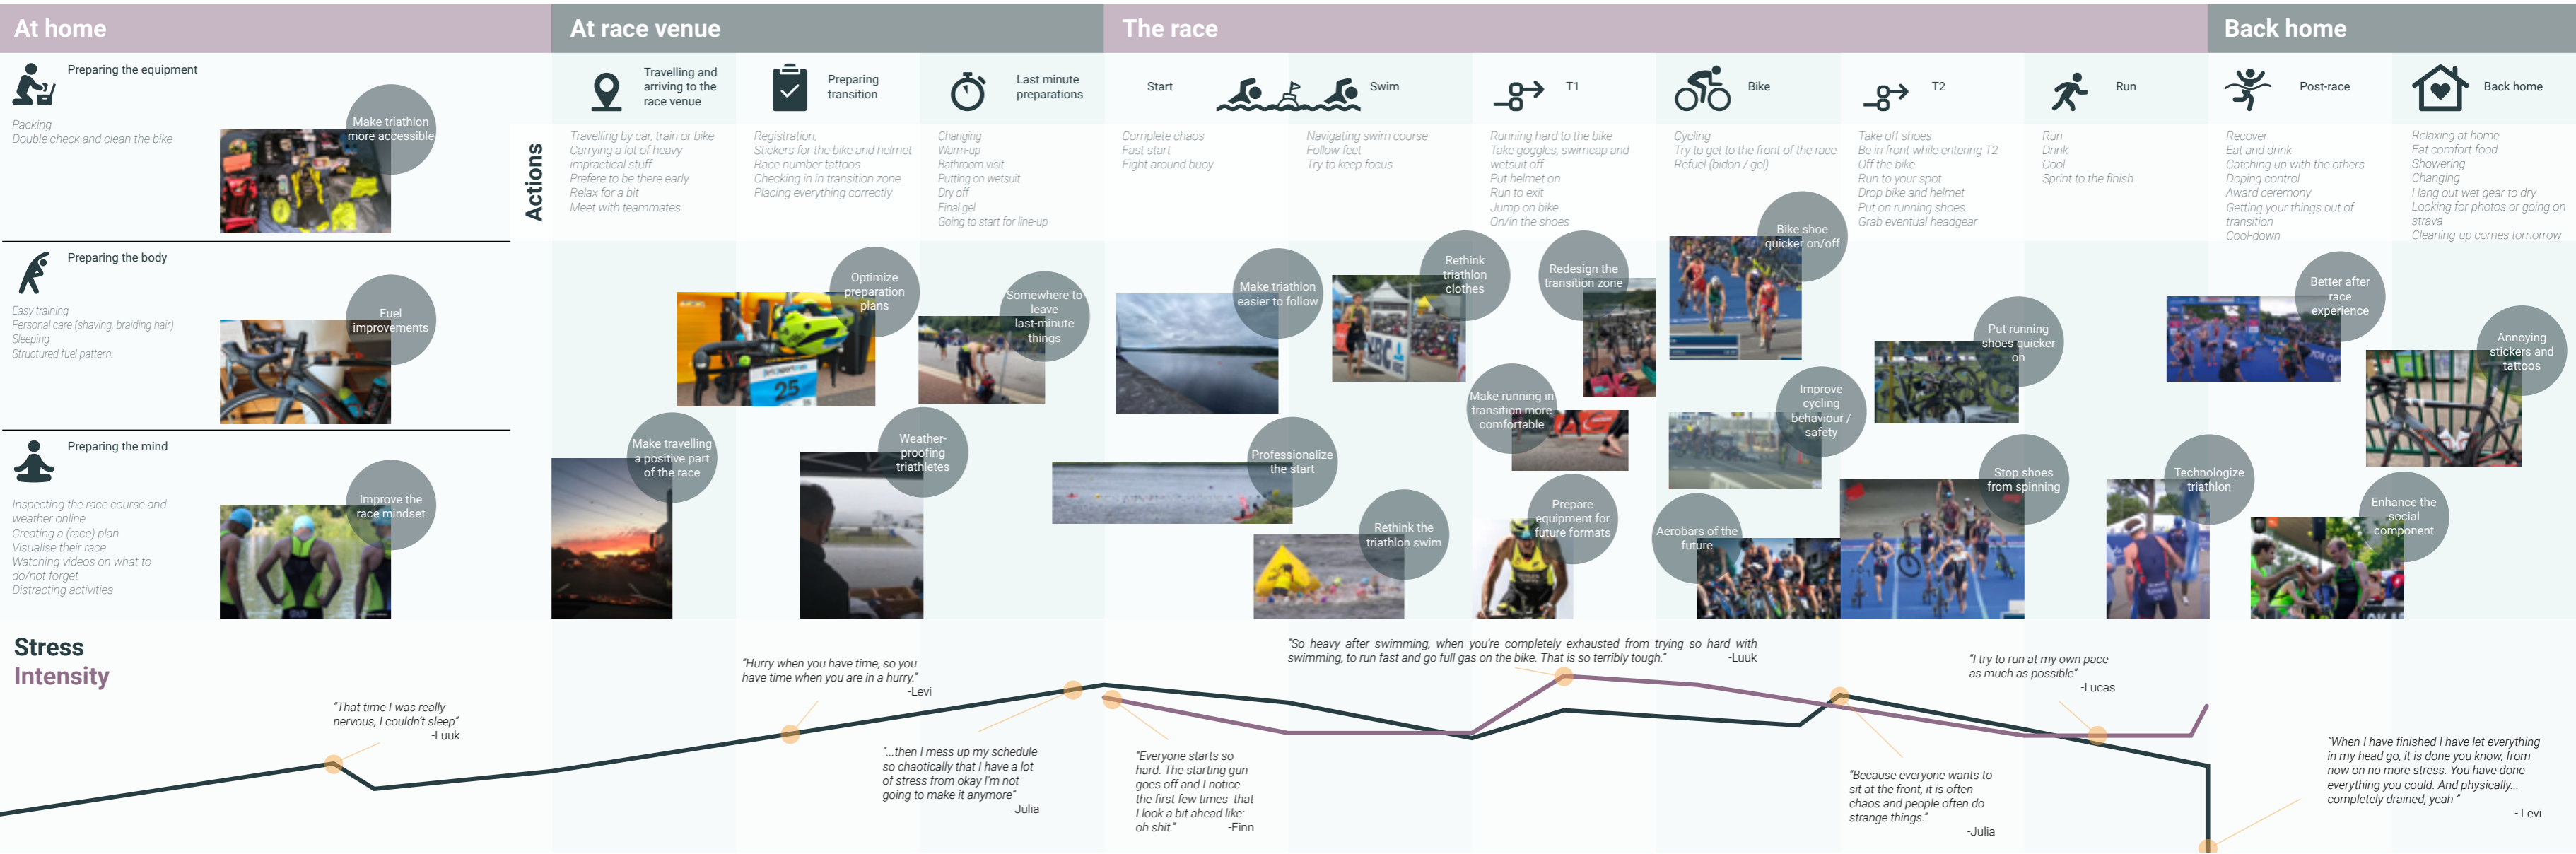 At home
At race venue
The race
Back home
Preparing the equipment
Packing
Double check and clean the bike
Make triathlon
more accessible
Preparing the body
Easy training
Personal care (shaving, braiding hair)
Sleeping
Structured fuel pattern.
Fuel
improvements
Preparing the mind
Inspecting the race course and
weather online
Creating a (race) plan
Visualise their race
Watching videos on what to
do/not forget
Distracting activities
Improve the
race mindset
Actions
Travelling and
arriving to the
race venue
Travelling by car, train or bike
Carrying a lot of heavy
impractical stuff
Prefere to be there early
Relax for a bit
Meet with teammates
Preparing
transition
Registration,
Stickers for the bike and helmet
Race number tattoos
Checking in in transition zone
Placing everything correctly
Last minute
preparations
Changing
Warm-up
Bathroom visit
Putting on wetsuit
Dry off
Final gel
Going to start for line-up
Start
Complete chaos
Fast start
Fight around buoy
Swim
Navigating swim course
Follow feet
Try to keep focus
T1
Running hard to the bike
Take goggles, swimcap and
wetsuit off
Put helmet on
Run to exit
Jump on bike
On/in the shoes
Bike
Cycling
Try to get to the front of the race
Refuel (bidon / gel)
T2
Take off shoes
Be in front while entering T2
Off the bike
Run to your spot
Drop bike and helmet
Put on running shoes
Grab eventual headgear
Run
Run
Drink
Cool
Sprint to the finish
Post-race
Recover
Eat and drink
Catching up with the others
Doping control
Award ceremony
Getting your things out of
transition
Cool-down
Back home
Relaxing at home
Eat comfort food
Showering
Changing
Hang out wet gear to dry
Looking for photos or going on
strava
Cleaning-up comes tomorrow
Make travelling
a positive part
of the race
Optimize
preparation
plans
25
Weather-
proofing
triathletes
Somewhere to
leave
last-minute
things
Make triathlon
easier to follow
Professionalize
the start
Rethink
triathlon
clothes
Rethink the
triathlon swim
Redesign the
transition zone
Make running in
transition more
comfortable
Prepare
equipment for
future formats
Bike shoe
quicker on/off
Improve
cycling
behaviour /
safety
Aerobars of the
future
Put running
shoes quicker
on
Stop shoes
from spinning
Technologize
triathlon
Better after
race
experience
Enhance the
social
component
Annoying
stickers and
tattoos
Stress
Intensity
“That time I was really
nervous, I couldn’t sleep”
-Luuk
“Hurry when you have time, so you
have time when you are in a hurry.”
-Levi
“...then I mess up my schedule
so chaotically that I have a lot
of stress from okay I’m not
going to make it anymore”
-Julia
“Everyone starts so
hard. The starting gun
goes off and I notice
the first few times that
I look a bit ahead like:
oh shit.” -Finn
“So heavy after swimming, when you’re completely exhausted from trying so hard with
swimming, to run fast and go full gas on the bike. That is so terribly tough.” -Luuk
“Because everyone wants to
sit at the front, it is often
chaos and people often do
strange things.”
-Julia
“I try to run at my own pace
as much as possible”
-Lucas
“When I have finished I have let everything
in my head go, it is done you know, from
now on no more stress. You have done
everything you could. And physically...
completely drained, yeah “
- Levi